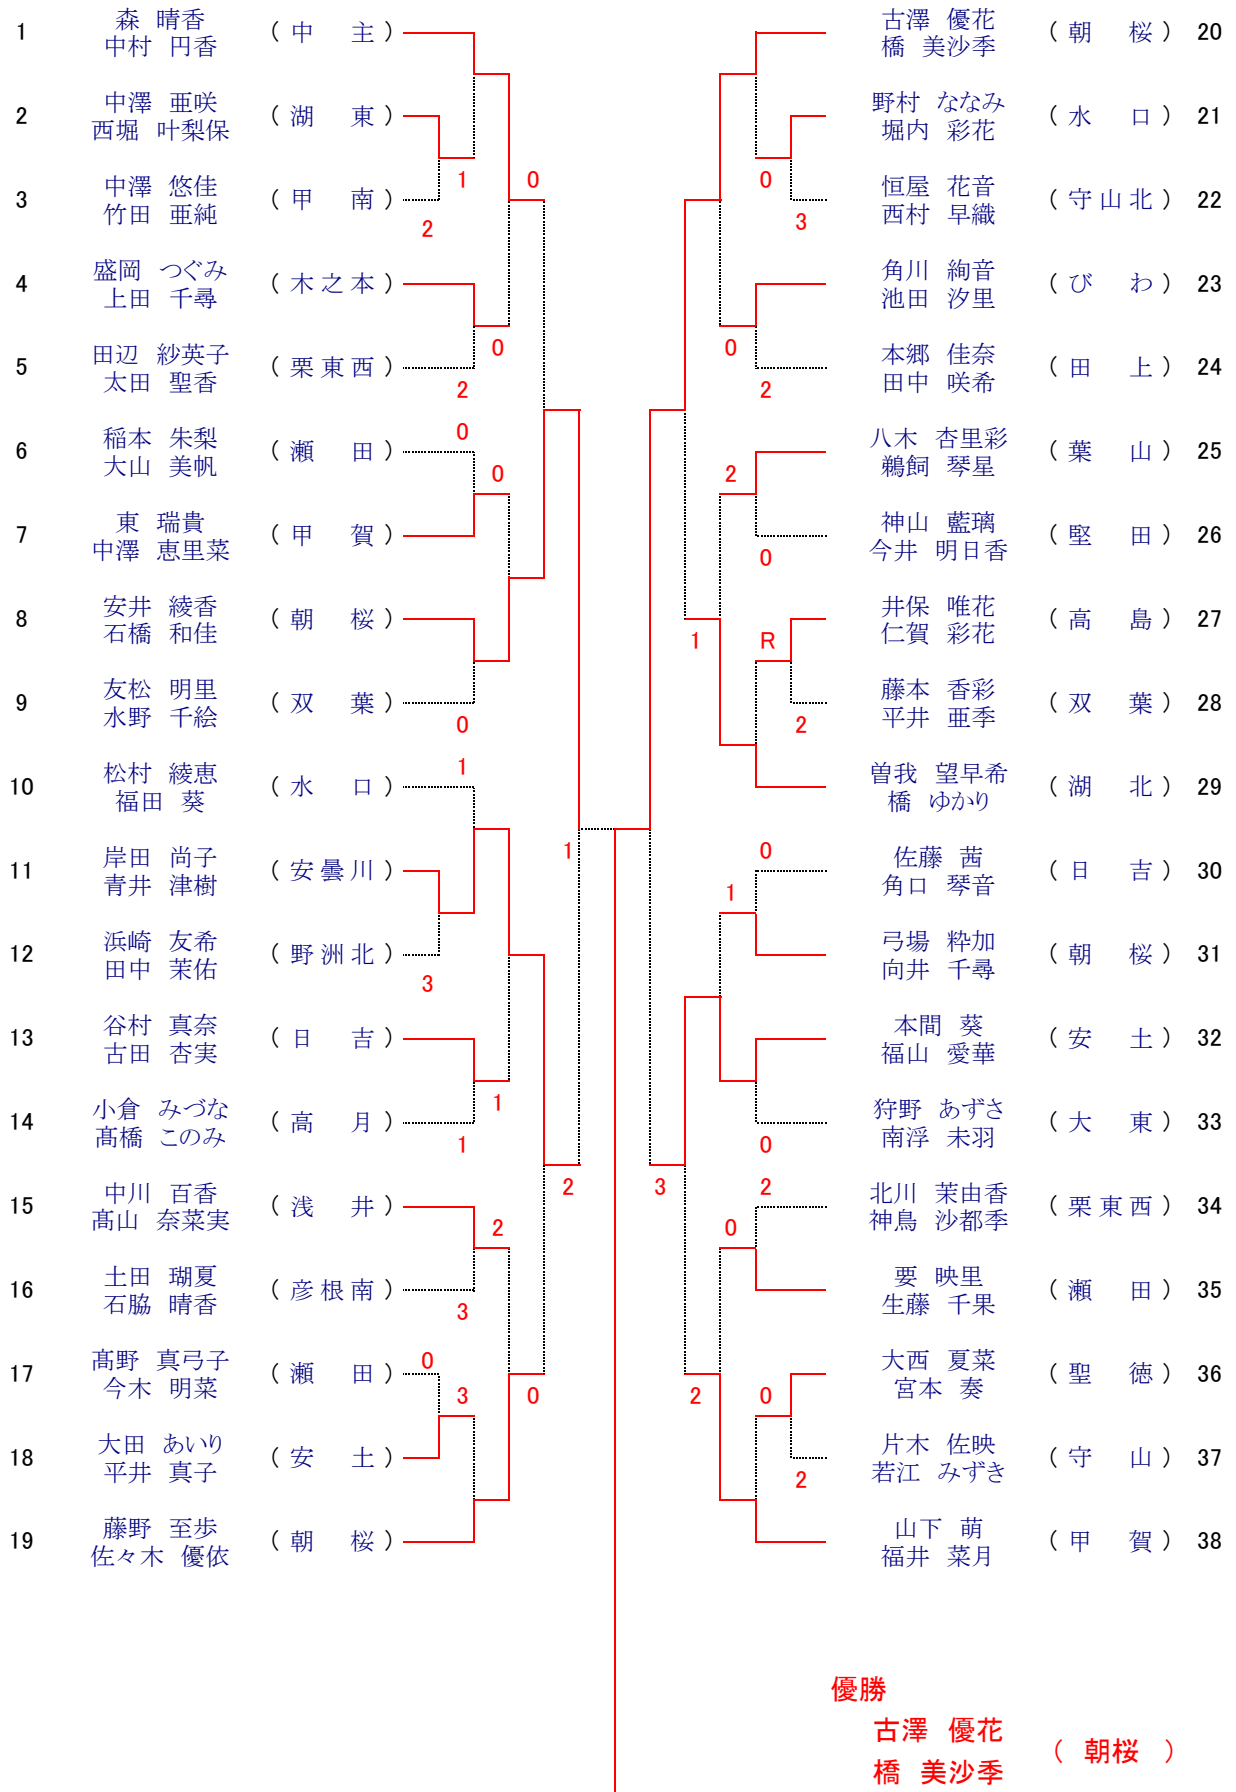 1 森 晴香 中村 円香 （中 主）
2 中澤 亜咲 西堀 叶梨保 （湖 東）
1 0
3 中澤 悠佳 竹田 亜純 （甲 南）
2
4 盛岡 つぐみ 上田 千尋 （木之本）
0
5 田辺 紗英子 太田 聖香 （栗東西）
2
0
6 稲本 朱梨 大山 美帆 （瀬 田）
0
7 東 瑞貴 中澤 恵里菜 （甲 賀）
8 安井 綾香 石橋 和佳 （朝 桜）
9 友松 明里 水野 千絵 （双 葉）
0
1
10 松村 綾恵 福田 葵 （水 口）
1
11 岸田 尚子 青井 津樹 （安曇川）
12 浜崎 友希 田中 茉佑 （野洲北）
3
13 谷村 真奈 古田 杏実 （日 吉）
1
14 小倉 みづな 髙橋 このみ （高 月）
1
2
15 中川 百香 髙山 奈菜実 （浅 井）
2
16 土田 瑚夏 石脇 晴香 （彦根南）
3
0
17 髙野 真弓子 今木 明菜 （瀬 田）
3 0
18 大田 あいり 平井 真子 （安 土）
19 藤野 至歩 佐々木 優依 （朝 桜）
古澤 優花 橋 美沙季 （朝 桜） 20
野村 ななみ 堀内 彩花 （水 口） 21
0
恒屋 花音 西村 早織 （守山北） 22
3
角川 絢音 池田 汐里 （び わ） 23
0
本郷 佳奈 田中 咲希 （田 上） 24
2
八木 杏里彩 鵜飼 琴星 （葉 山） 25
2
神山 藍璃 今井 明日香 （堅 田） 26
0
井保 唯花 仁賀 彩花 （高 島） 27
1 R
藤本 香彩 平井 亜季 （双 葉） 28
2
曽我 望早希 橋 ゆかり （湖 北） 29
0
佐藤 茜 角口 琴音 （日 吉） 30
1
弓場 粋加 向井 千尋 （朝 桜） 31
本間 葵 福山 愛華 （安 土） 32
狩野 あずさ 南浮 未羽 （大 東） 33
0
3 2
北川 茉由香 神鳥 沙都季 （栗東西） 34
0
要 映里 生藤 千果 （瀬 田） 35
大西 夏菜 宮本 奏 （聖 徳） 36
2 0
片木 佐映 若江 みずき （守 山） 37
2
山下 萌 福井 菜月 （甲 賀） 38
優勝
古澤 優花
橋 美沙季
（ 朝桜 ）